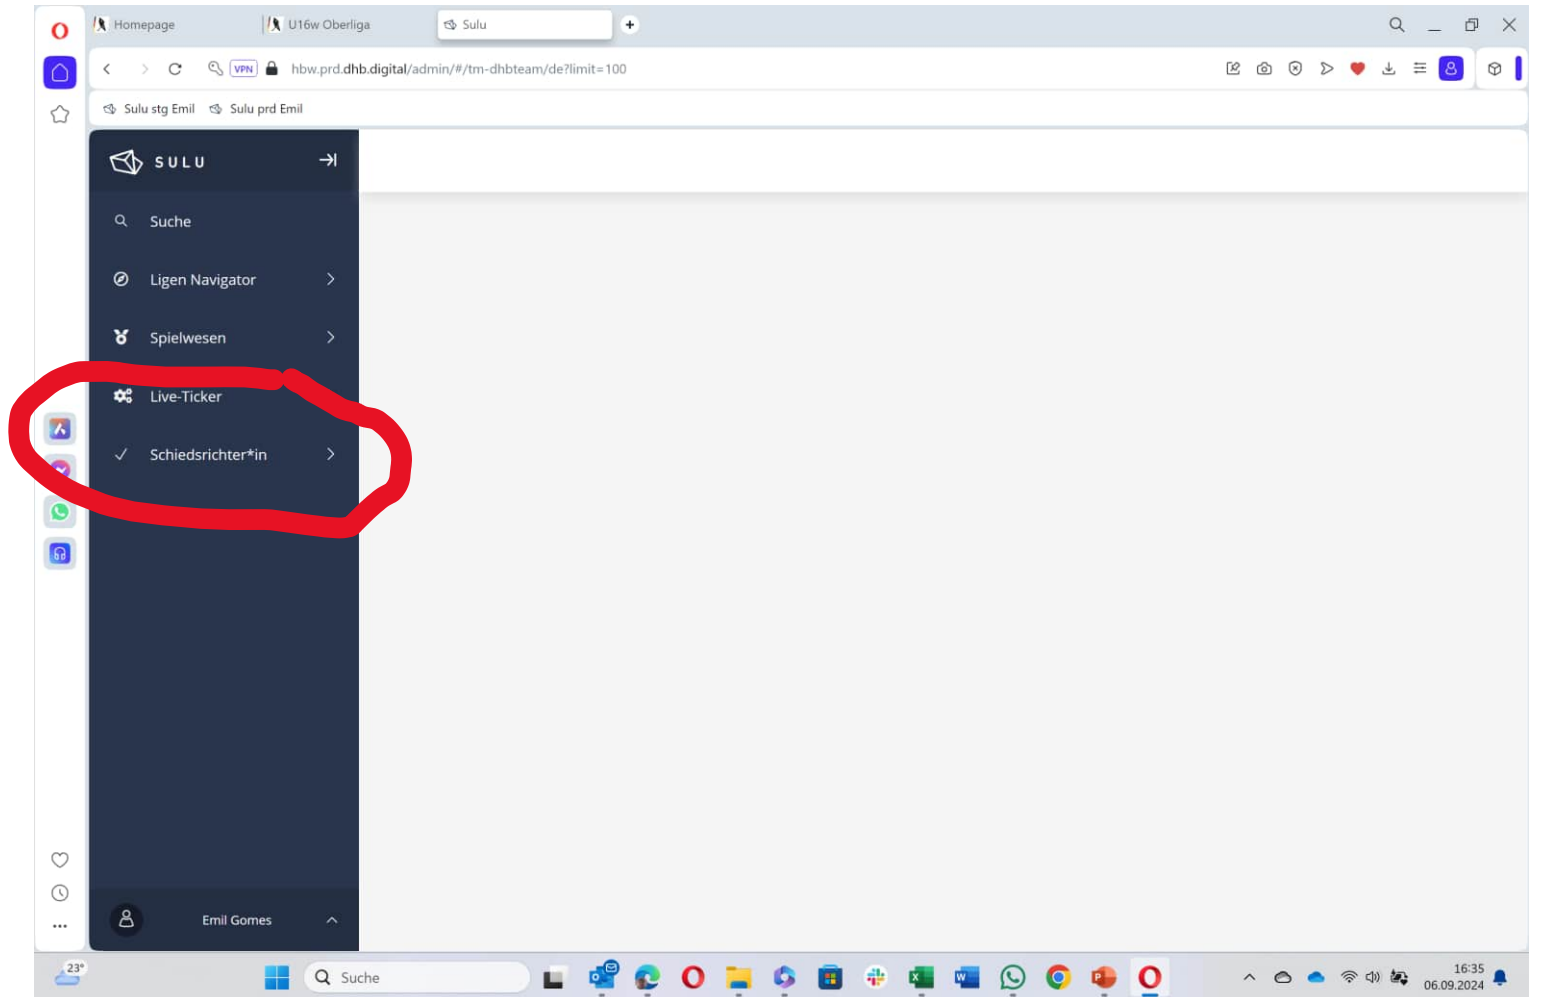 Homepage
U16w Oberliga
Sulu
VPN
hbw.prd.dhb.digital/admin/#/tm-dhbteam/de?limit=100
Sulu stg Emil
Sulu prd Emil
SULU
Suche
Ligen Navigator
Spielwesen
Live-Ticker
Schiedsrichter*in
Emil Gomes
23°
Suche
16:35
06.09.2024